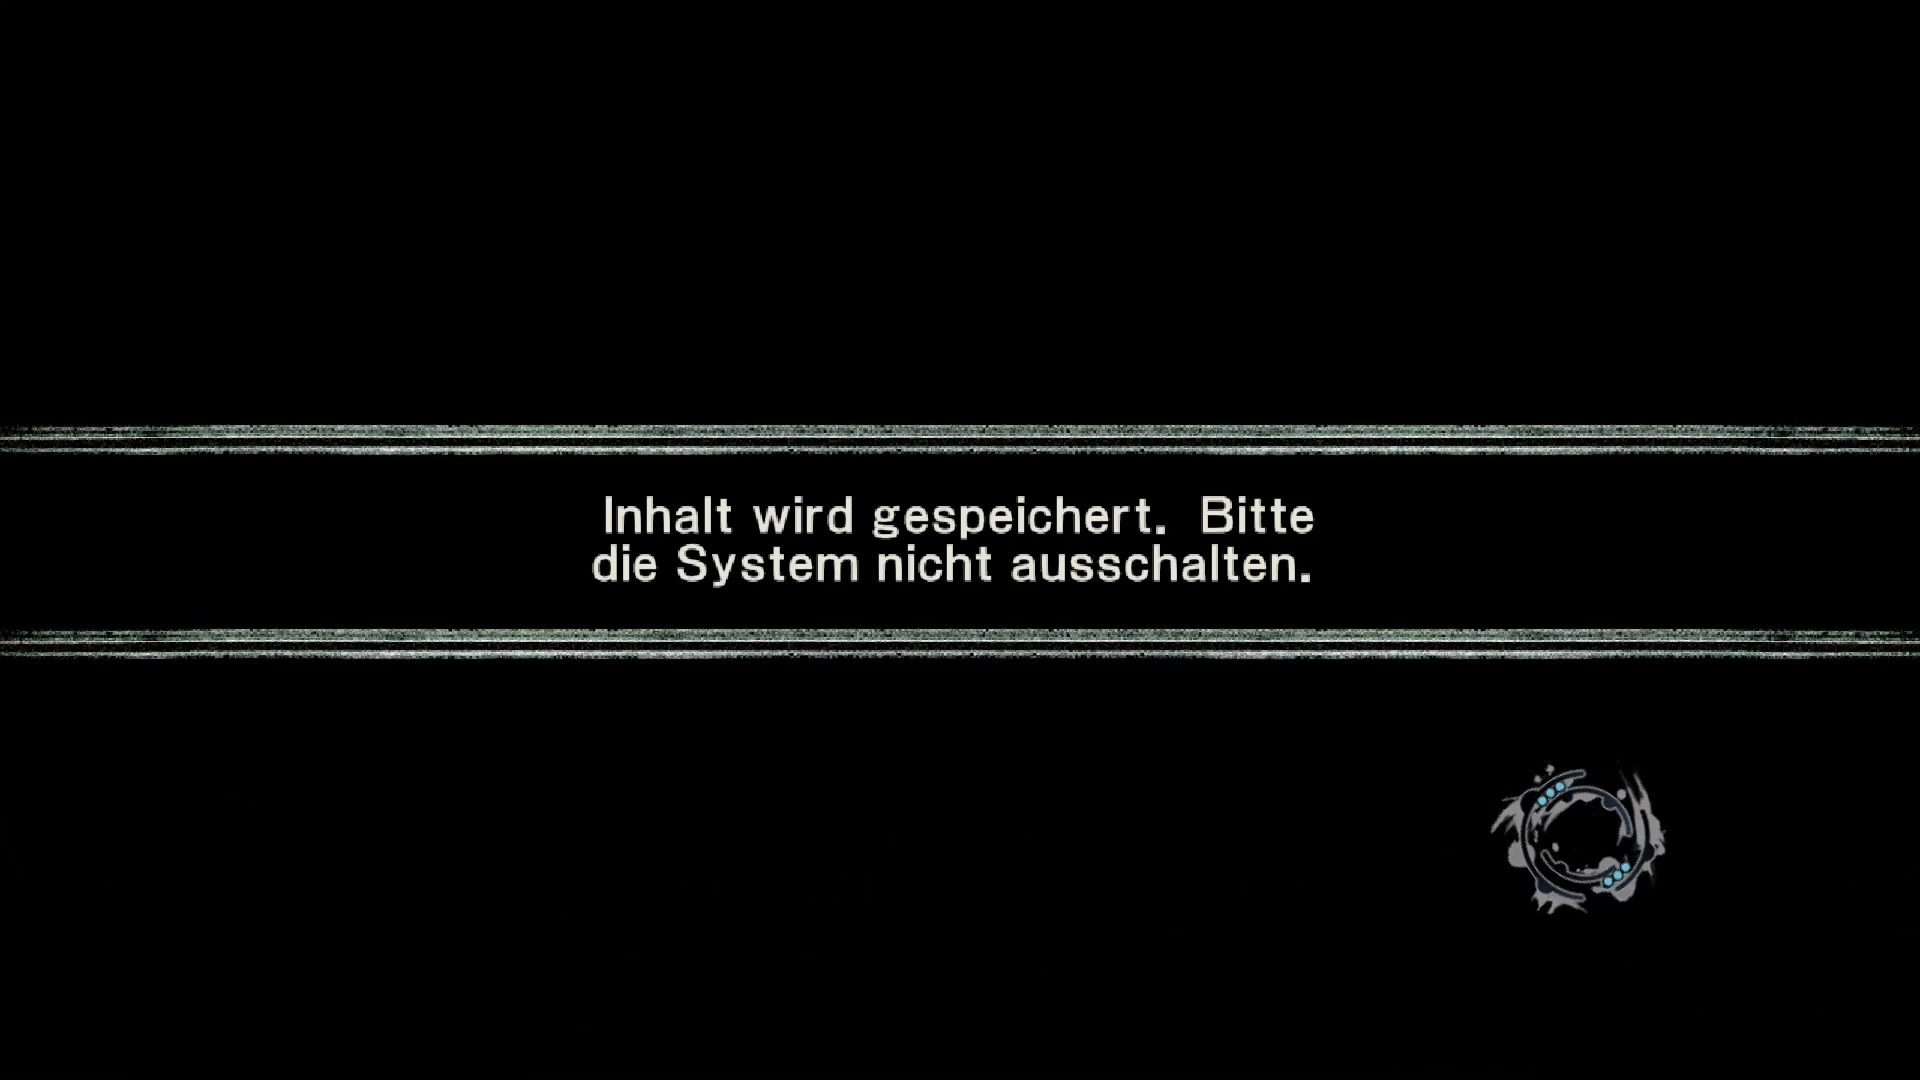 Inhalt wird gespeichert. Bitte
die System nicht ausschalten.